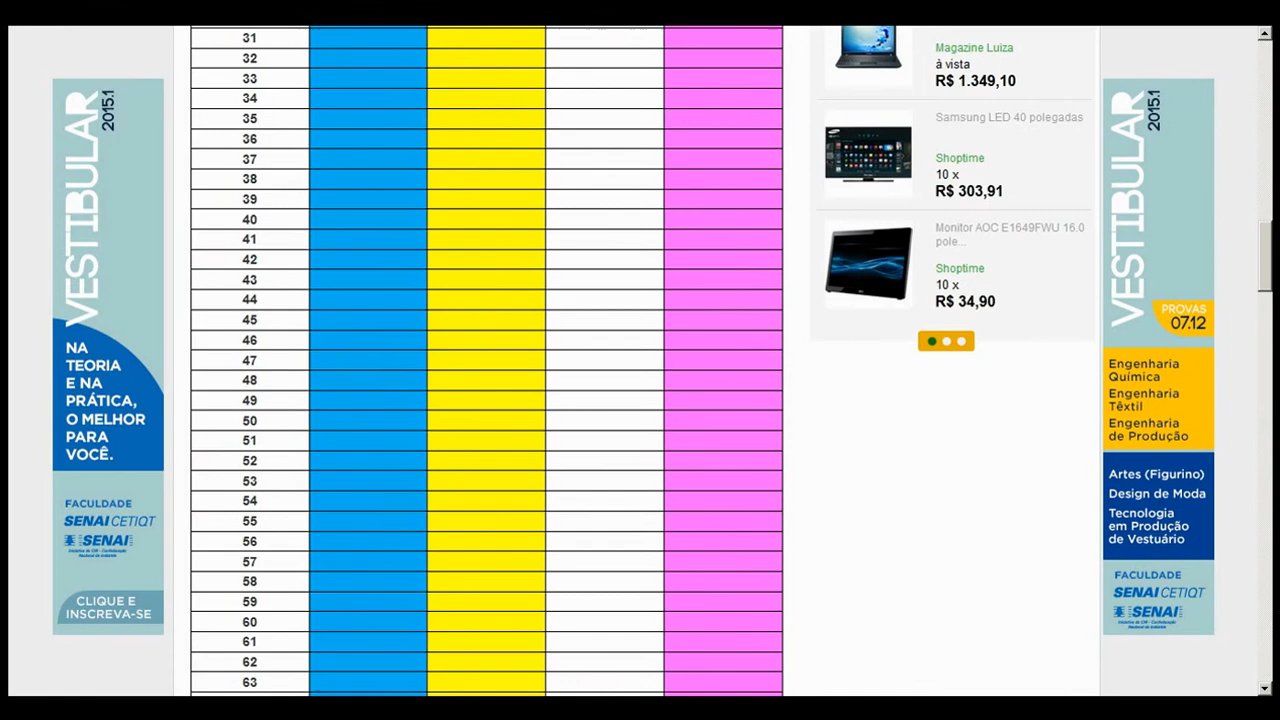 VESTIBULAR
2015.1
NA
TEORIA
E NA
PRÁTICA,
O MELHOR
PARA
VOCÊ.
FACULDADE
SENAI CETIQT
SENAI
CLIQUE E
INSCREVA-SE
31
32
33
34
35
36
37
38
39
40
41
42
43
44
45
46
47
48
49
50
51
52
53
54
55
56
57
58
59
60
61
62
63
Magazine Luiza
à vista
R$ 1.349,10
Samsung LED 40 polegadas
Shoptime
10 x
R$ 303,91
Monitor AOC E1649FWU 16.0
pole...
Shoptime
10 x
R$ 34,90
VESTIBULAR
2015.1
PROVAS
07.12
Engenharia
Química
Engenharia
Têxtil
Engenharia
de Produção
Artes (Figurino)
Design de Moda
Tecnologia
em Produção
de Vestuário
FACULDADE
SENAI CETIQT
SENAI